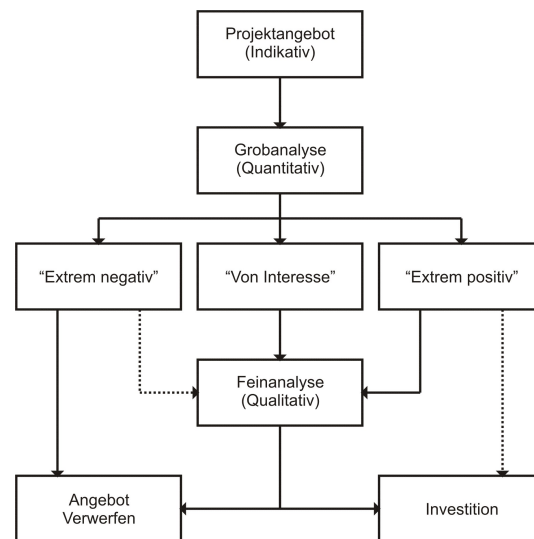 Projektangebot
(Indikativ)
Grobanalyse
(Quantitativ)
“Extrem negativ”
“Von Interesse”
“Extrem positiv”
Feinanalyse
(Qualitativ)
Angebot
Verwerfen
Investition